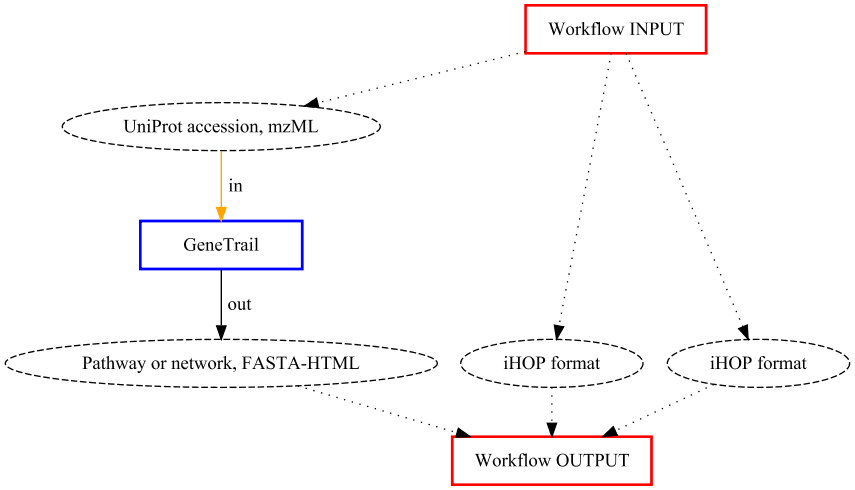 Workflow INPUT
UniProt accession, mzML
in
GeneTrail
out
Pathway or network, FASTA-HTML
iHOP format
iHOP format
Workflow OUTPUT